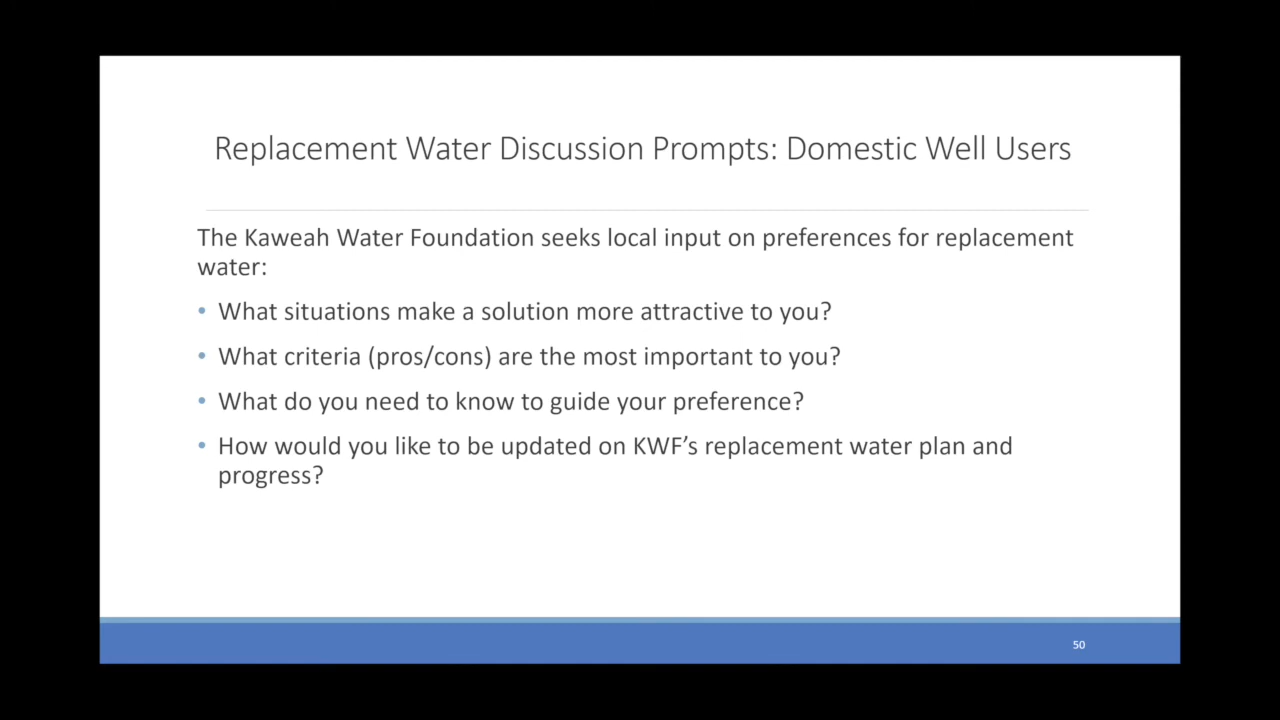 Replacement Water Discussion Prompts: Domestic Well Users
The Kaweah Water Foundation seeks local input on preferences for replacement
water:
• What situations make a solution more attractive to you?
• What criteria (pros/cons) are the most important to you?
• What do you need to know to guide your preference?
• How would you like to be updated on KWF’s replacement water plan and
progress?
50